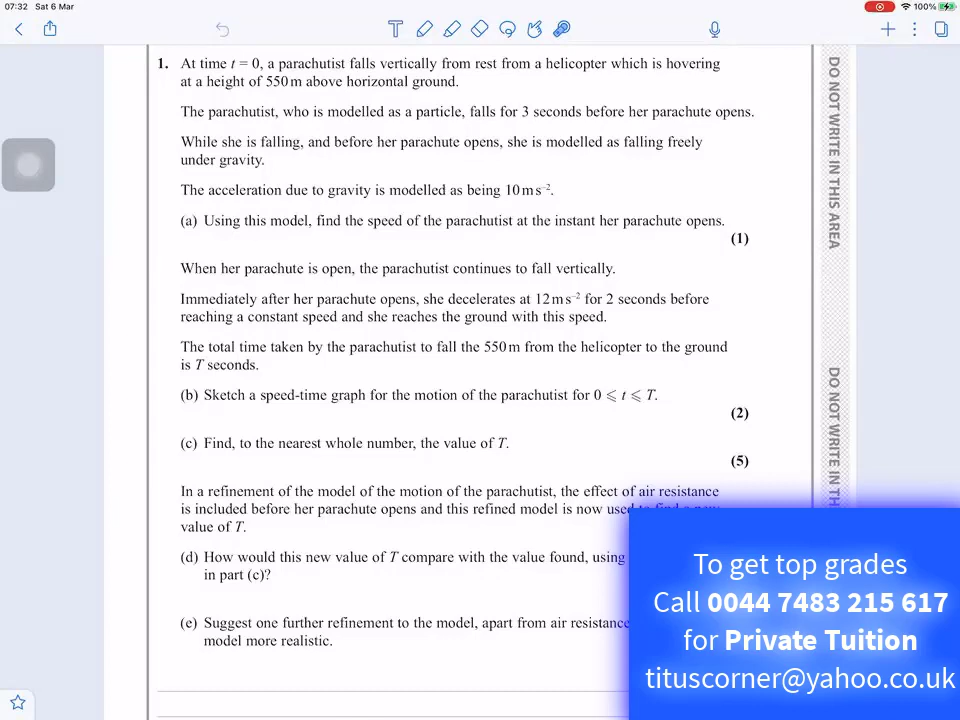 07:32 Sat 6 Mar
100%
T
1. At time t = 0, a parachutist falls vertically from rest from a helicopter which is hovering
at a height of 550 m above horizontal ground.
The parachutist, who is modelled as a particle, falls for 3 seconds before her parachute opens.
While she is falling, and before her parachute opens, she is modelled as falling freely
under gravity.
The acceleration due to gravity is modelled as being 10 m s⁻².
(a) Using this model, find the speed of the parachutist at the instant her parachute opens.
(1)
When her parachute is open, the parachutist continues to fall vertically.
Immediately after her parachute opens, she decelerates at 12 m s⁻² for 2 seconds before
reaching a constant speed and she reaches the ground with this speed.
The total time taken by the parachutist to fall the 550 m from the helicopter to the ground
is T seconds.
(b) Sketch a speed-time graph for the motion of the parachutist for 0 ⩽ t ⩽ T.
(2)
(c) Find, to the nearest whole number, the value of T.
(5)
In a refinement of the model of the motion of the parachutist, the effect of air resistance
is included before her parachute opens and this refined model is now used
value of T.
(d) How would this new value of T compare with the value found, using
in part (c)?
(e) Suggest one further refinement to the model, apart from air resistance
model more realistic.
DO NOT WRITE IN THIS AREA
DO NOT WRITE IN TH
To get top grades
Call 0044 7483 215 617
for Private Tuition
tituscorner@yahoo.co.uk